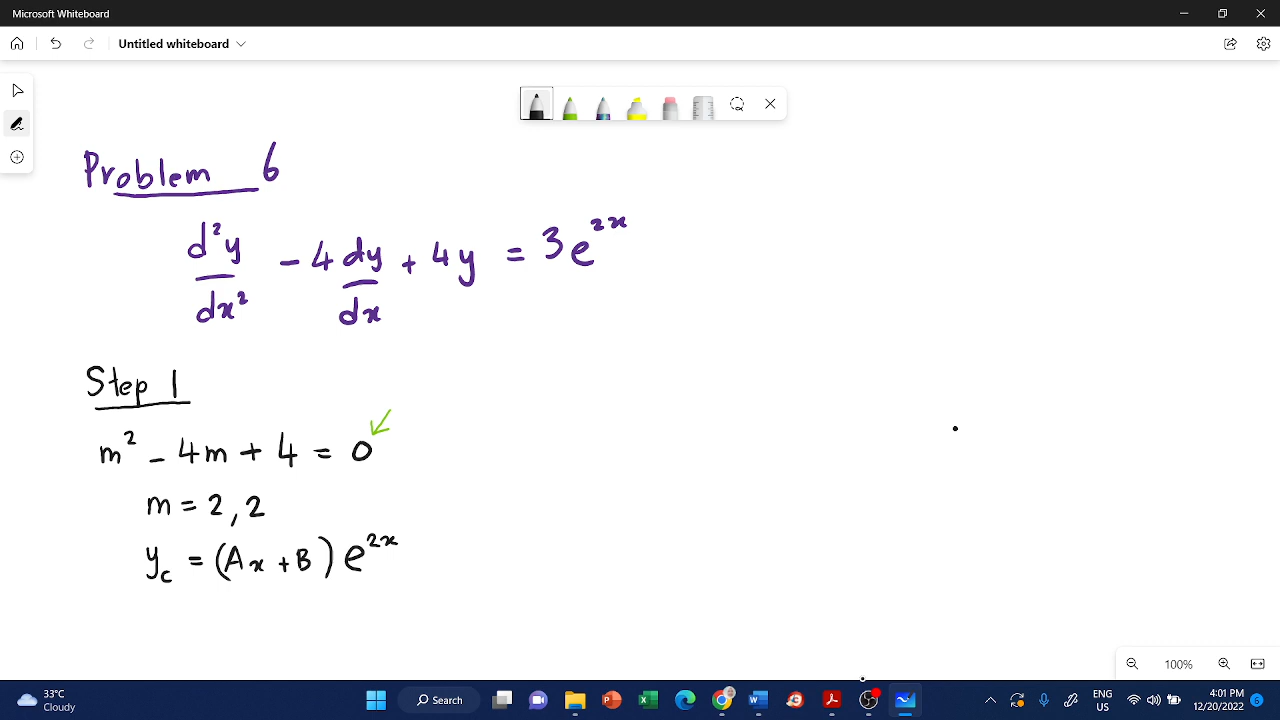 Microsoft Whiteboard
Untitled whiteboard
Problem 6
d²y/dx² - 4 dy/dx + 4y = 3e^{2x}
Step 1
m² - 4m + 4 = 0
m = 2, 2
y_c = (Ax + B) e^{2x}
100%
33°C
Cloudy
Search
ENG
US
4:01 PM
12/20/2022
5